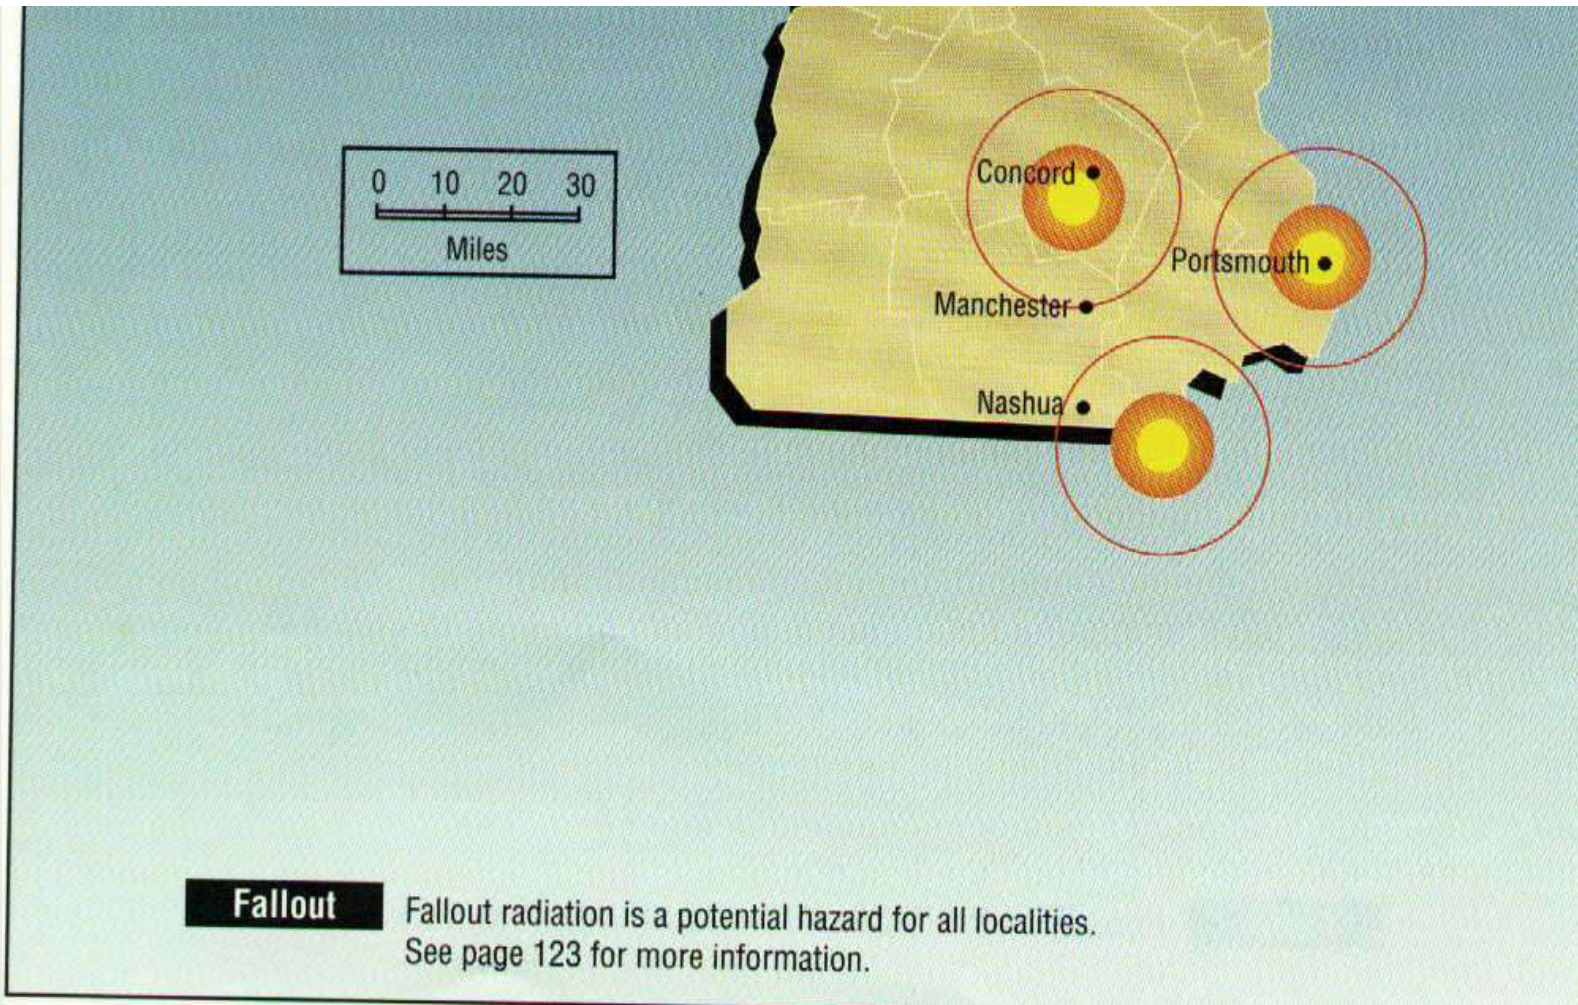 Concord
0 10 20 30
Miles
Portsmouth
Manchester
Nashua
Fallout
Fallout radiation is a potential hazard for all localities.
See page 123 for more information.